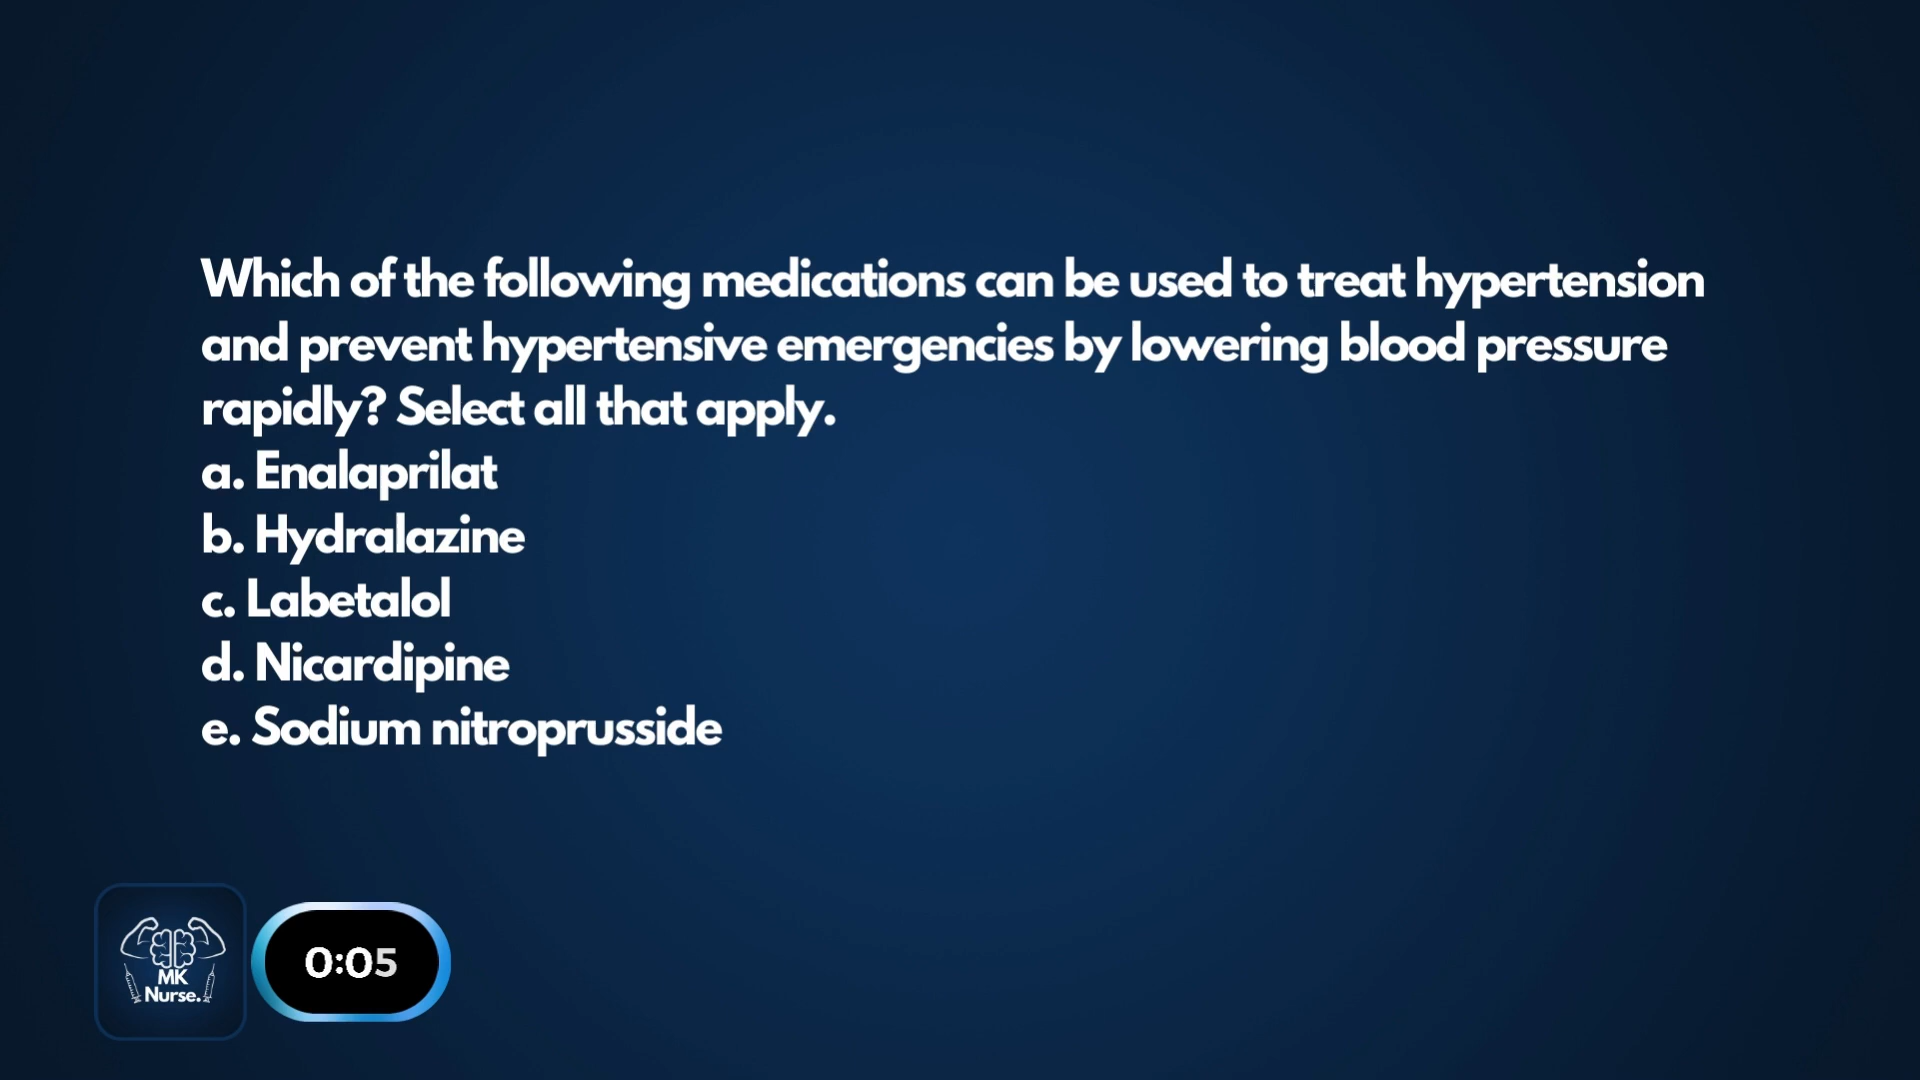 Which of the following medications can be used to treat hypertension
and prevent hypertensive emergencies by lowering blood pressure
rapidly? Select all that apply.
a. Enalaprilat
b. Hydralazine
c. Labetalol
d. Nicardipine
e. Sodium nitroprusside
MK
Nurse.
0:05